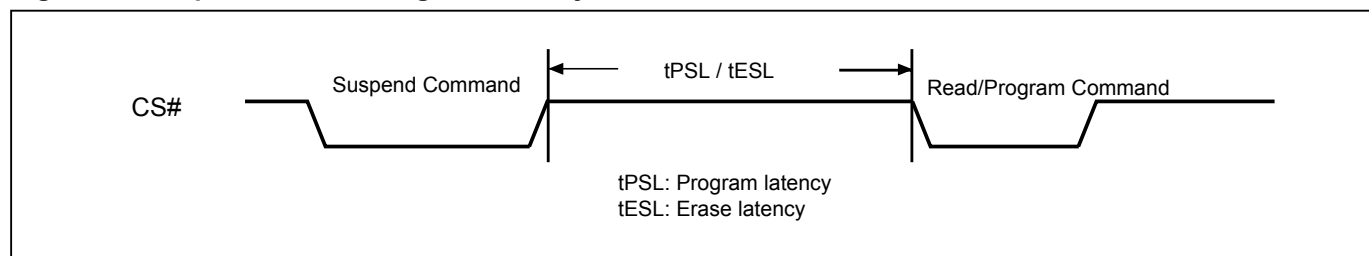 Suspend Command
tPSL / tESL
Read/Program Command
CS#
tPSL: Program latency
tESL: Erase latency